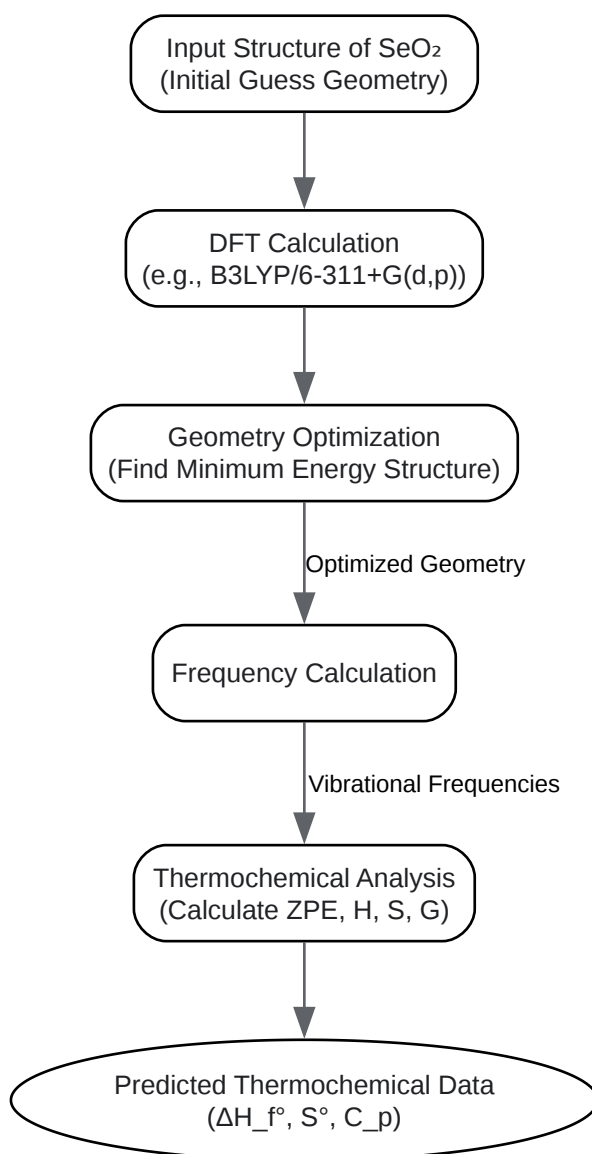 Input Structure of SeO₂
(Initial Guess Geometry)
DFT Calculation
(e.g., B3LYP/6-311+G(d,p))
Geometry Optimization
(Find Minimum Energy Structure)
Optimized Geometry
Frequency Calculation
Vibrational Frequencies
Thermochemical Analysis
(Calculate ZPE, H, S, G)
Predicted Thermochemical Data
(ΔH_f°, S°, C_p)